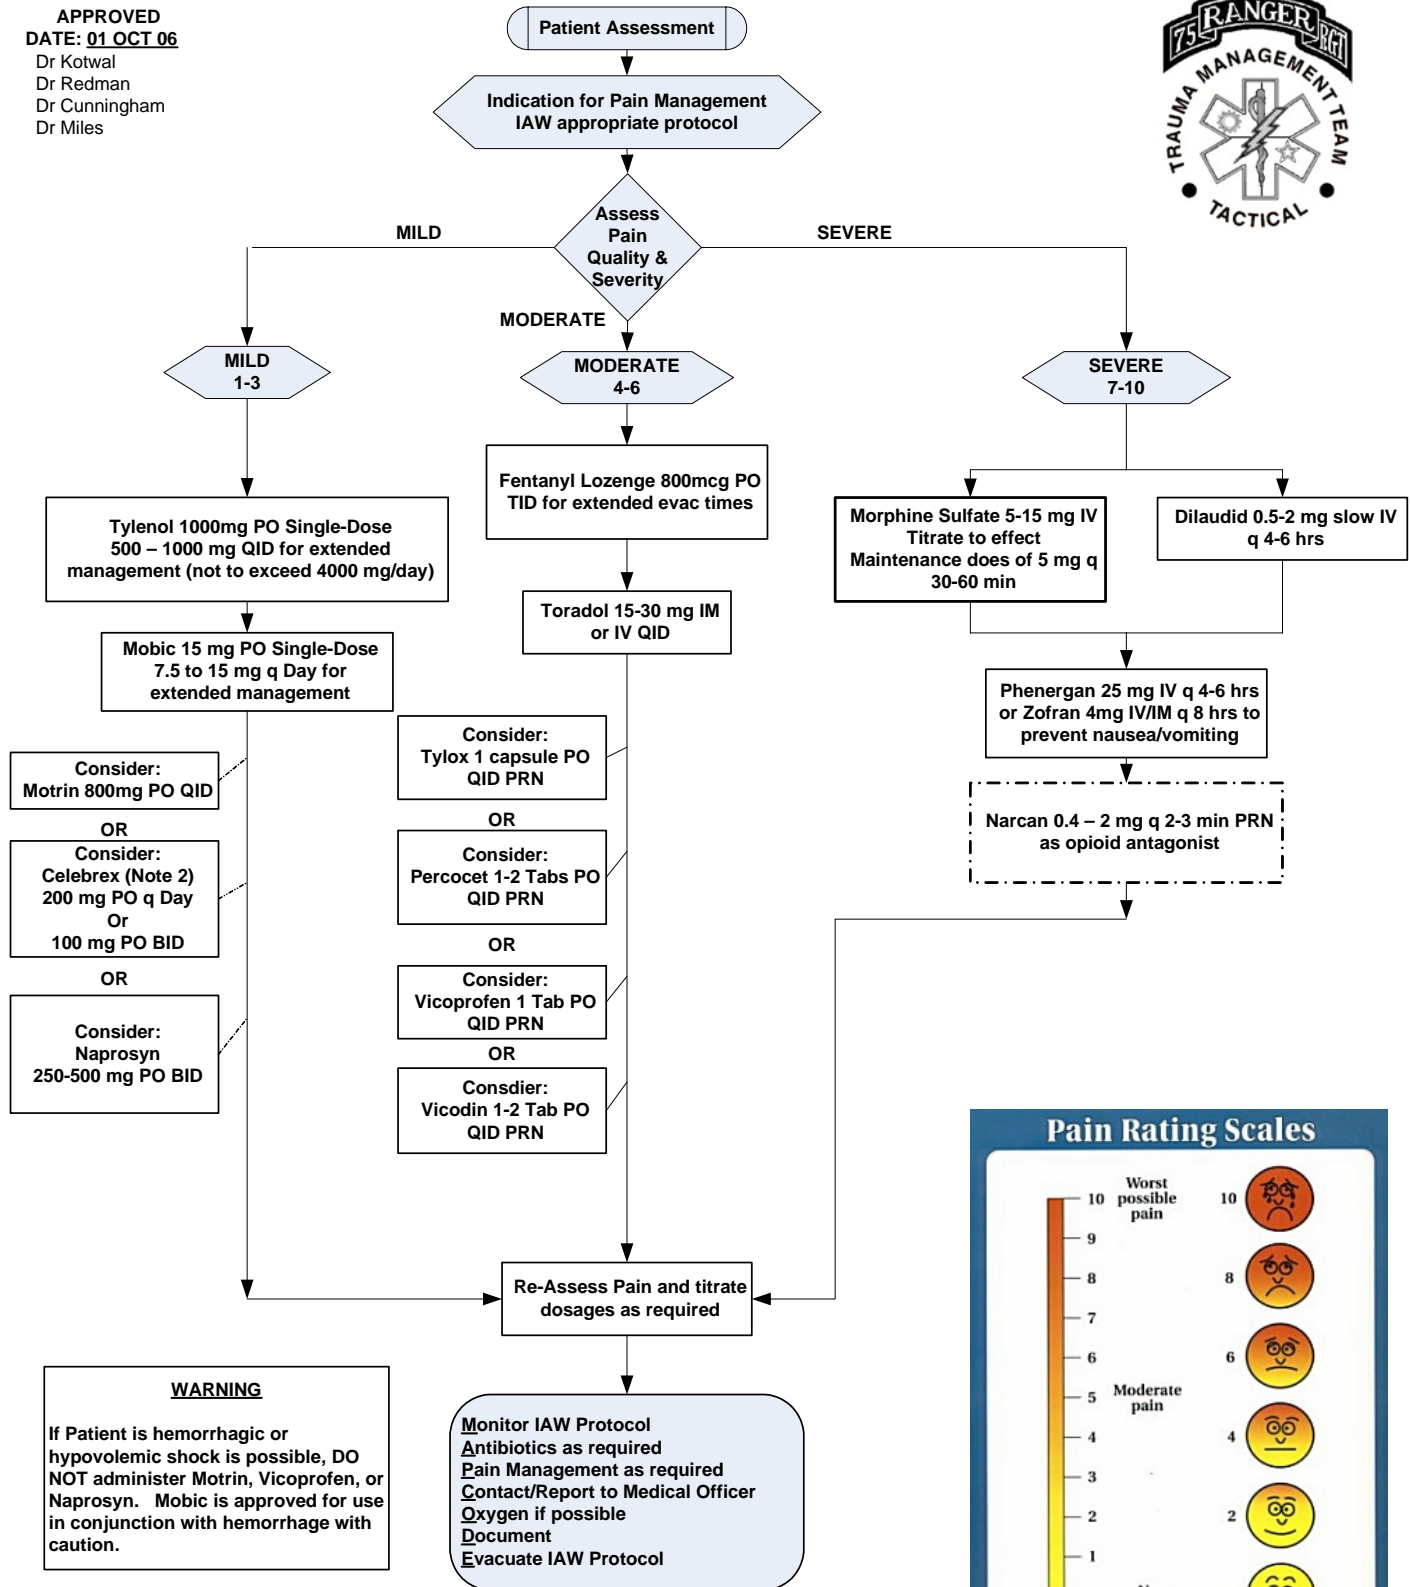 APPROVED
DATE: 01 OCT 06
Dr Kotwal
Dr Redman
Dr Cunningham
Dr Miles
75 RANGER RGT
TRAUMA MANAGEMENT TEAM
TACTICAL
Patient Assessment
Indication for Pain Management
IAW appropriate protocol
Assess
Pain
Quality &
Severity
MILD
SEVERE
MODERATE
MILD
1-3
MODERATE
4-6
SEVERE
7-10
Tylenol 1000mg PO Single-Dose
500 – 1000 mg QID for extended
management (not to exceed 4000 mg/day)
Mobic 15 mg PO Single-Dose
7.5 to 15 mg q Day for
extended management
Consider:
Motrin 800mg PO QID
OR
Consider:
Celebrex (Note 2)
200 mg PO q Day
Or
100 mg PO BID
OR
Consider:
Naprosyn
250-500 mg PO BID
Fentanyl Lozenge 800mcg PO
TID for extended evac times
Toradol 15-30 mg IM
or IV QID
Consider:
Tylox 1 capsule PO
QID PRN
OR
Consider:
Percocet 1-2 Tabs PO
QID PRN
OR
Consider:
Vicoprofen 1 Tab PO
QID PRN
OR
Consdier:
Vicodin 1-2 Tab PO
QID PRN
Morphine Sulfate 5-15 mg IV
Titrate to effect
Maintenance does of 5 mg q
30-60 min
Dilaudid 0.5-2 mg slow IV
q 4-6 hrs
Phenergan 25 mg IV q 4-6 hrs
or Zofran 4mg IV/IM q 8 hrs to
prevent nausea/vomiting
Narcan 0.4 – 2 mg q 2-3 min PRN
as opioid antagonist
Re-Assess Pain and titrate
dosages as required
WARNING
If Patient is hemorrhagic or
hypovolemic shock is possible, DO
NOT administer Motrin, Vicoprofen, or
Naprosyn. Mobic is approved for use
in conjunction with hemorrhage with
caution.
Monitor IAW Protocol
Antibiotics as required
Pain Management as required
Contact/Report to Medical Officer
Oxygen if possible
Document
Evacuate IAW Protocol
Pain Rating Scales
Worst
10 possible 10
pain
9
8 8
7
6 6
5 Moderate
pain
4 4
3
2 2
1